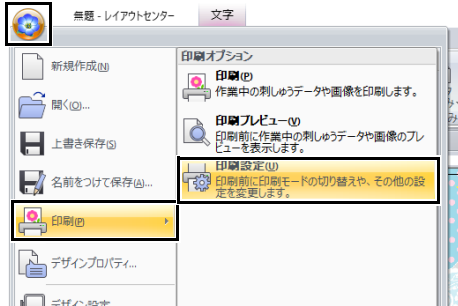 無題 - レイアウトセンター
文字
新規作成(N)
開く(O)...
上書き保存(S)
名前をつけて保存(A)...
印刷(P)
デザインプロパティ...
デザイン設定
印刷オプション
印刷(P)
作業中の刺しゅうデータや画像を印刷します。
印刷プレビュー(V)
印刷前に作業中の刺しゅうデータや画像のプレ
ビューを表示します。
印刷設定(U)
印刷前に印刷モードの切り替えや、その他の設
定を変更します。